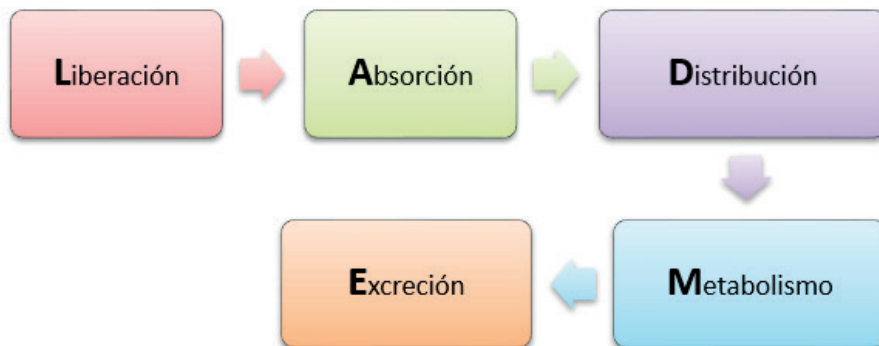 Liberación
Absorción
Distribución
Metabolismo
Excreción